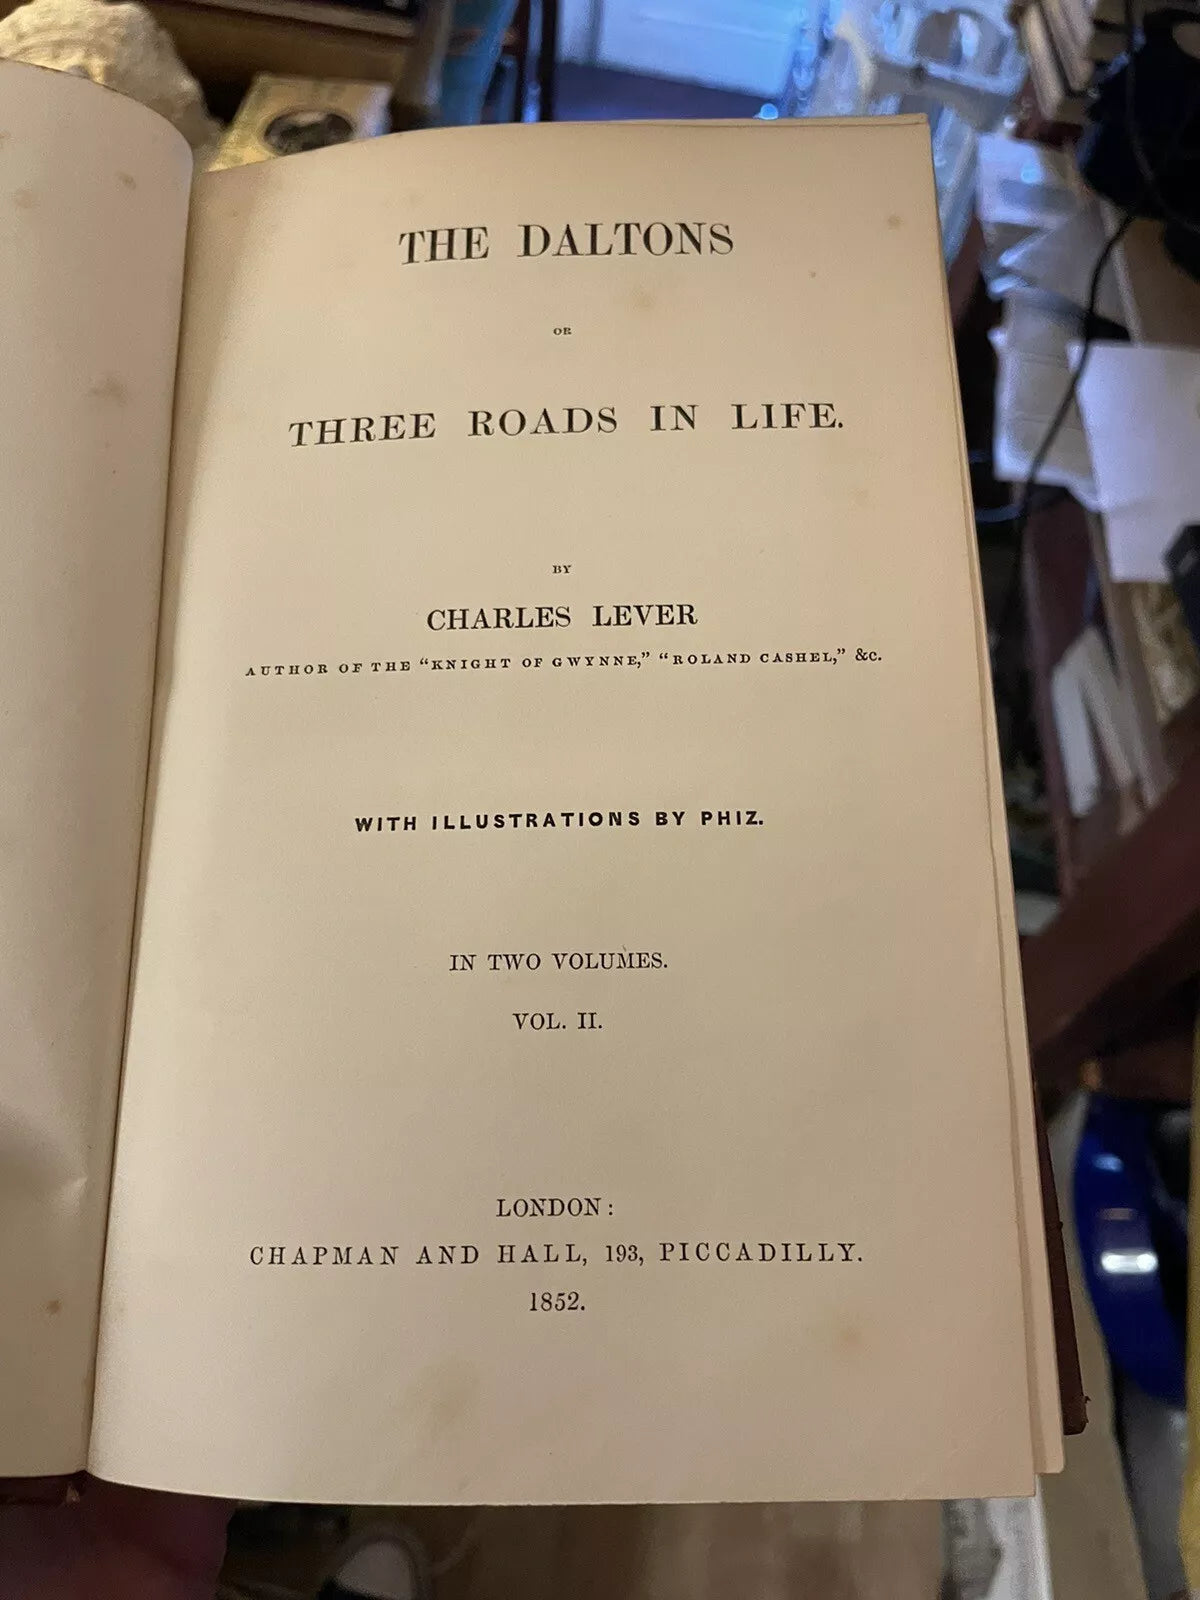 THE DALTONS
OR
THREE ROADS IN LIFE.
BY
CHARLES LEVER
AUTHOR OF THE “KNIGHT OF GWYNNE,” “ROLAND CASHEL,” &c.
WITH ILLUSTRATIONS BY PHIZ.
IN TWO VOLUMES.
VOL. II.
LONDON:
CHAPMAN AND HALL, 193, PICCADILLY.
1852.